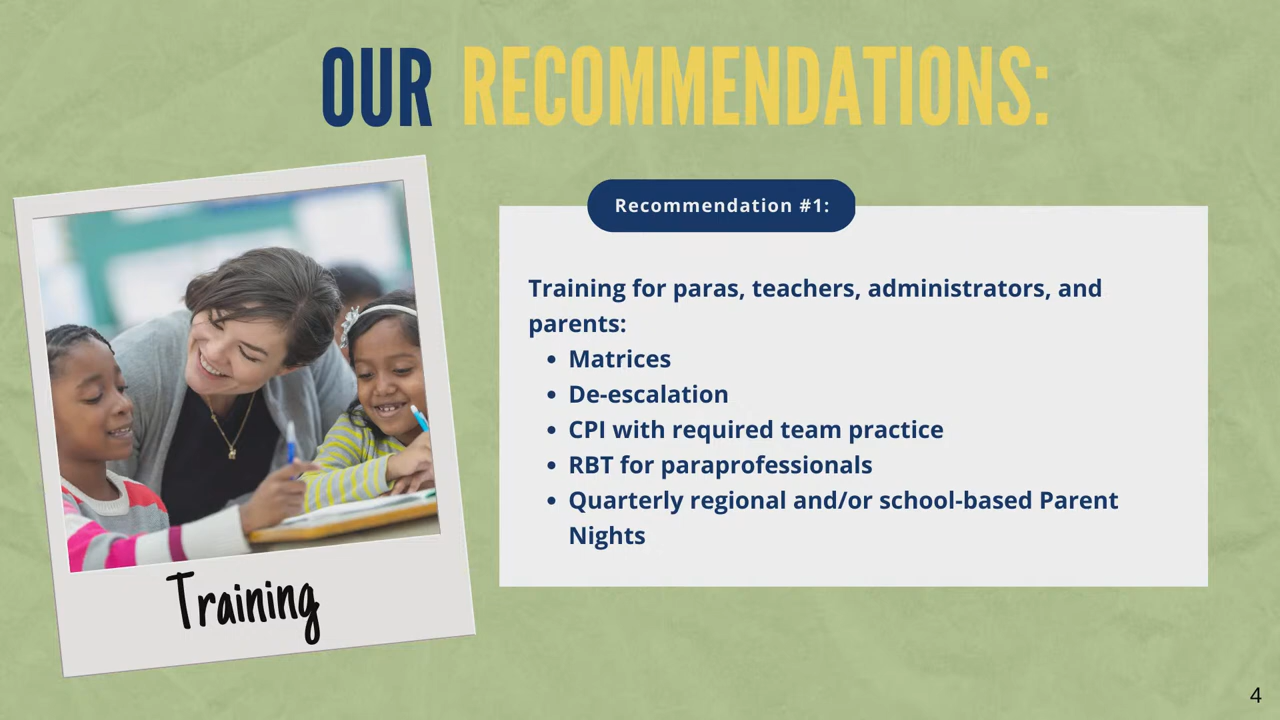 OUR RECOMMENDATIONS:
Recommendation #1:
Training for paras, teachers, administrators, and
parents:
• Matrices
• De-escalation
• CPI with required team practice
• RBT for paraprofessionals
• Quarterly regional and/or school-based Parent
Nights
Training
4